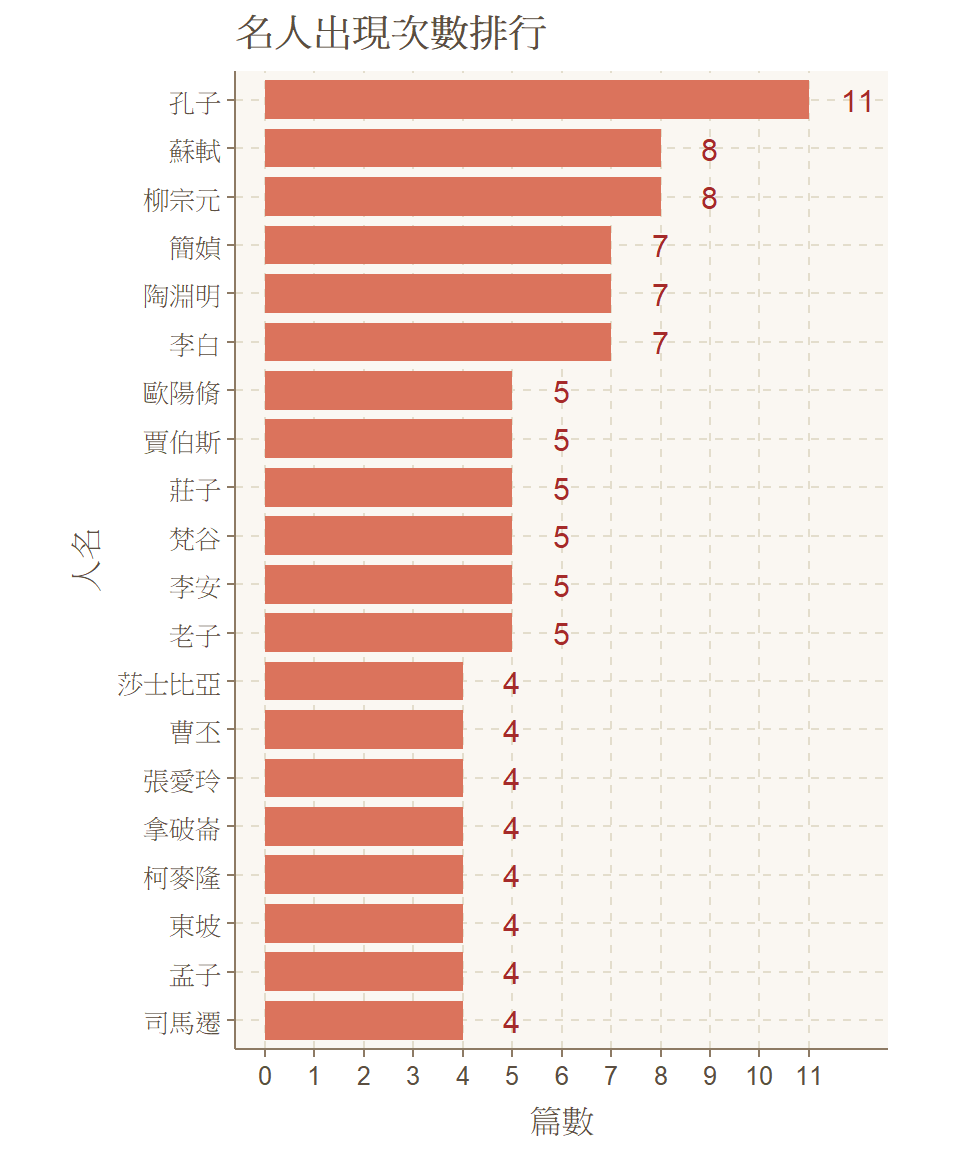 名人出現次數排行
人名
孔子 11
蘇軾 8
柳宗元 8
簡媜 7
陶淵明 7
李白 7
歐陽脩 5
賈伯斯 5
莊子 5
梵谷 5
李安 5
老子 5
莎士比亞 4
曹丕 4
張愛玲 4
拿破崙 4
柯麥隆 4
東坡 4
孟子 4
司馬遷 4
0 1 2 3 4 5 6 7 8 9 10 11
篇數